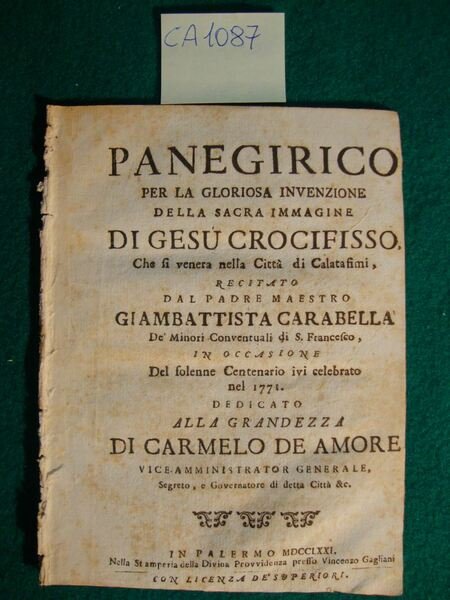 CA1087
PANEGIRICO
PER LA GLORIOSA INVENZIONE
DELLA SACRA IMMAGINE
DI GESÙ CROCIFISSO,
Che si venera nella Città di Calatafimi,
RECITATO
DAL PADRE MAESTRO
GIAMBATTISTA CARABELLA
De' Minori Conventuali di S. Francesco,
IN OCCASIONE
Del solenne Centenario ivi celebrato
nel 1771.
DEDICATO
ALLA GRANDEZZA
DI CARMELO DE AMORE
VICE-AMMINISTRATOR GENERALE,
Segreto, e Governatore di detta Città &c.
IN PALERMO MDCCLXXI.
Nella Stamperia della Divina Provvidenza presso Vincenzo Gagliani
CON LICENZA DE' SUPERIORI.